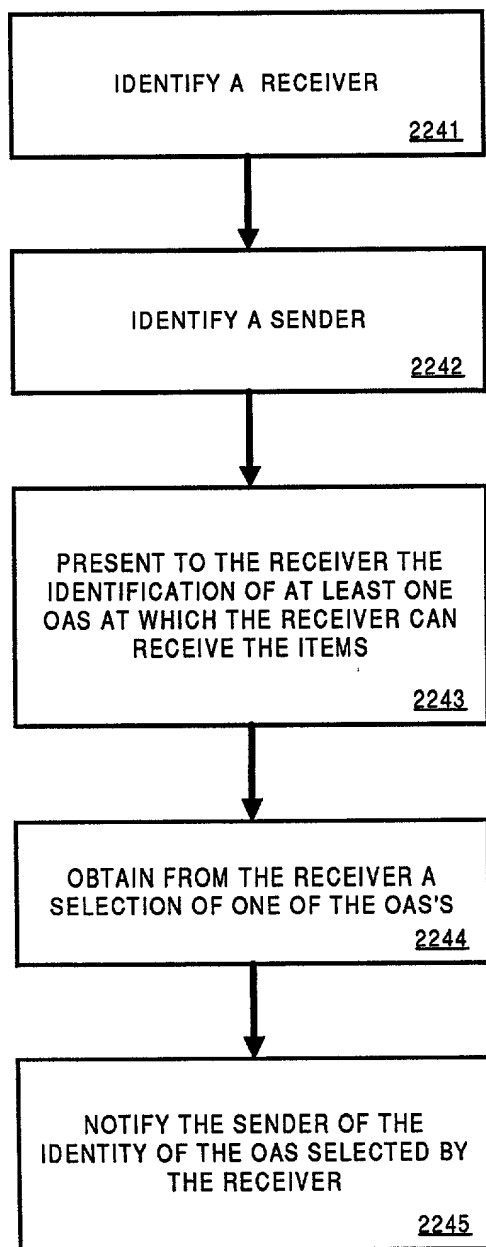 IDENTIFY A RECEIVER
2241
IDENTIFY A SENDER
2242
PRESENT TO THE RECEIVER THE
IDENTIFICATION OF AT LEAST ONE
OAS AT WHICH THE RECEIVER CAN
RECEIVE THE ITEMS
2243
OBTAIN FROM THE RECEIVER A
SELECTION OF ONE OF THE OAS'S
2244
NOTIFY THE SENDER OF THE
IDENTITY OF THE OAS SELECTED BY
THE RECEIVER
2245